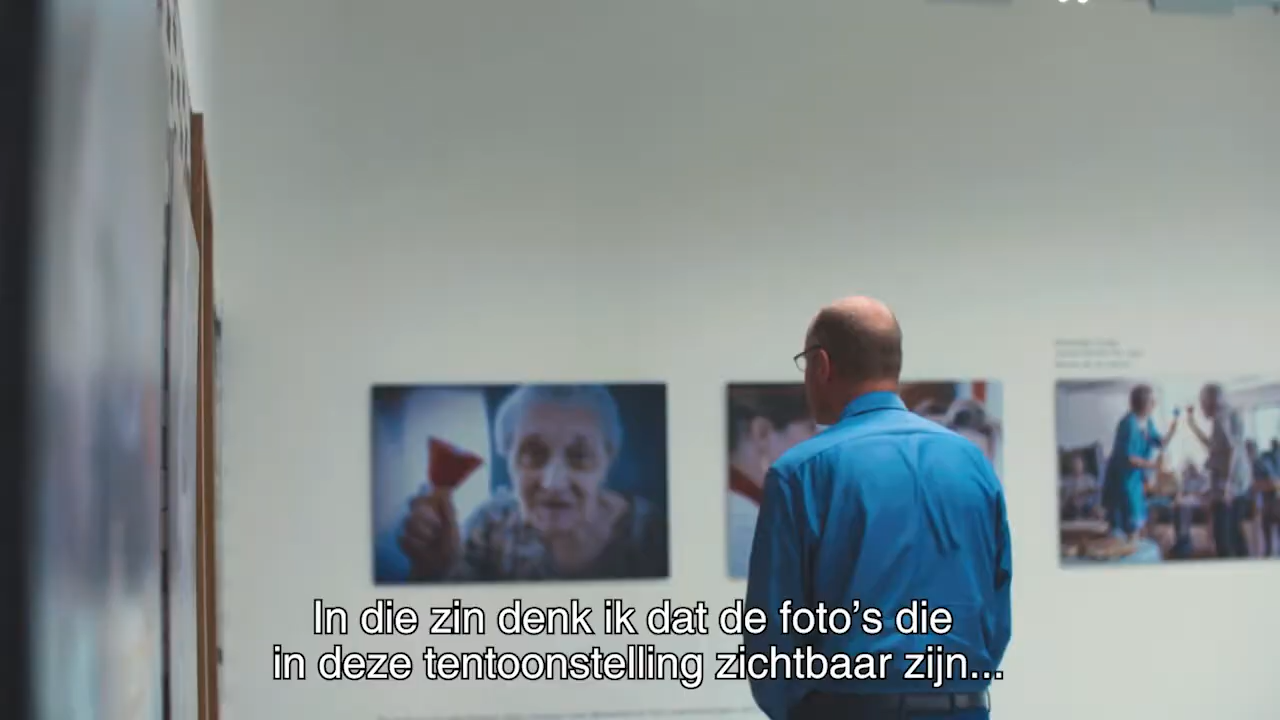 In die zin denk ik dat de foto’s die
in deze tentoonstelling zichtbaar zijn...